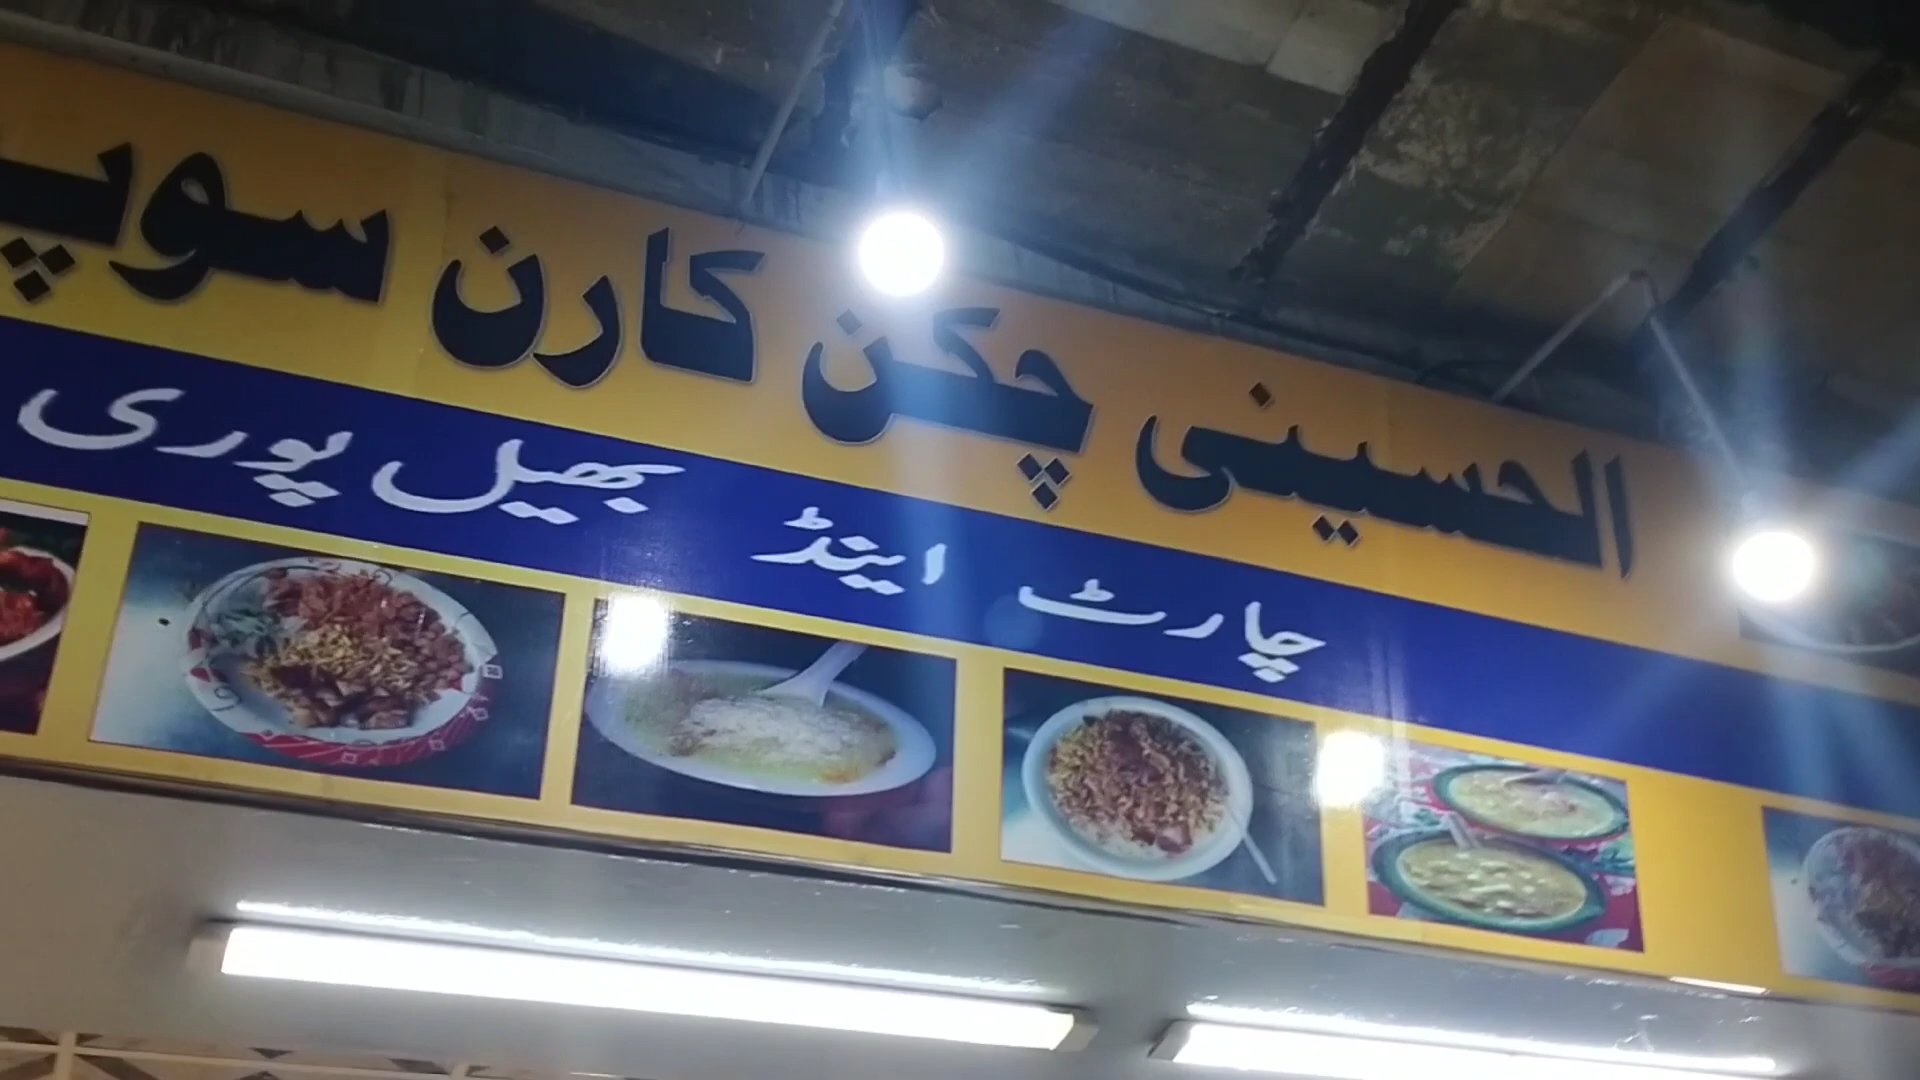 الحسینی چکن کارن سوپ
چارٹ اینڈ بھیل پوری